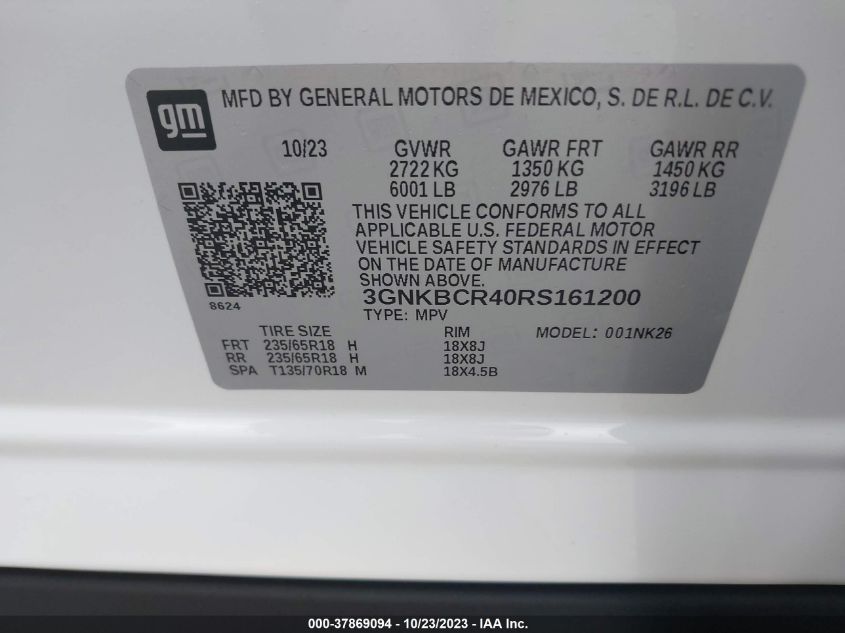 gm MFD BY GENERAL MOTORS DE MEXICO, S. DE R.L. DE C.V.
10/23 GVWR GAWR FRT GAWR RR
2722 KG 1350 KG 1450 KG
6001 LB 2976 LB 3196 LB
THIS VEHICLE CONFORMS TO ALL
APPLICABLE U.S. FEDERAL MOTOR
VEHICLE SAFETY STANDARDS IN EFFECT
ON THE DATE OF MANUFACTURE
SHOWN ABOVE.
8624 3GNKBCR40RS161200
TYPE: MPV
TIRE SIZE RIM MODEL: 001NK26
FRT 235/65R18 H 18X8J
RR 235/65R18 H 18X8J
SPA T135/70R18 M 18X4.5B
000-37869094 - 10/23/2023 - IAA Inc.